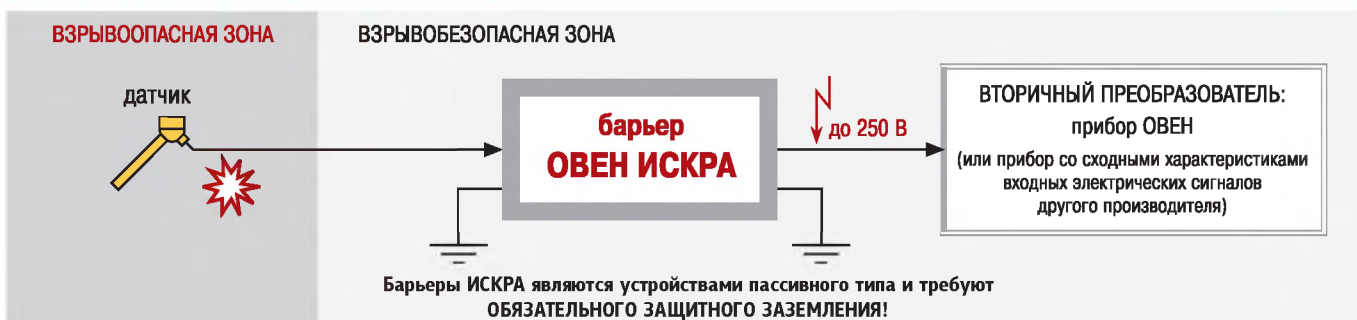 ВЗРЫВООПАСНАЯ ЗОНА
ВЗРЫВОБЕЗОПАСНАЯ ЗОНА
датчик
барьер
ОВЕН ИСКРА
до 250 В
ВТОРИЧНЫЙ ПРЕОБРАЗОВАТЕЛЬ:
прибор ОВЕН
(или прибор со сходными характеристиками
входных электрических сигналов
другого производителя)
Барьеры ИСКРА являются устройствами пассивного типа и требуют
ОБЯЗАТЕЛЬНОГО ЗАЩИТНОГО ЗАЗЕМЛЕНИЯ!